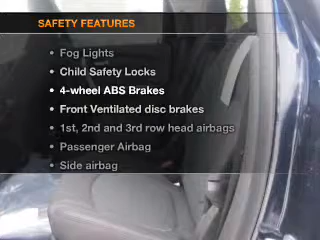 SAFETY FEATURES
• Fog Lights
• Child Safety Locks
• 4-wheel ABS Brakes
• Front Ventilated disc brakes
• 1st, 2nd and 3rd row head airbags
• Passenger Airbag
• Side airbag